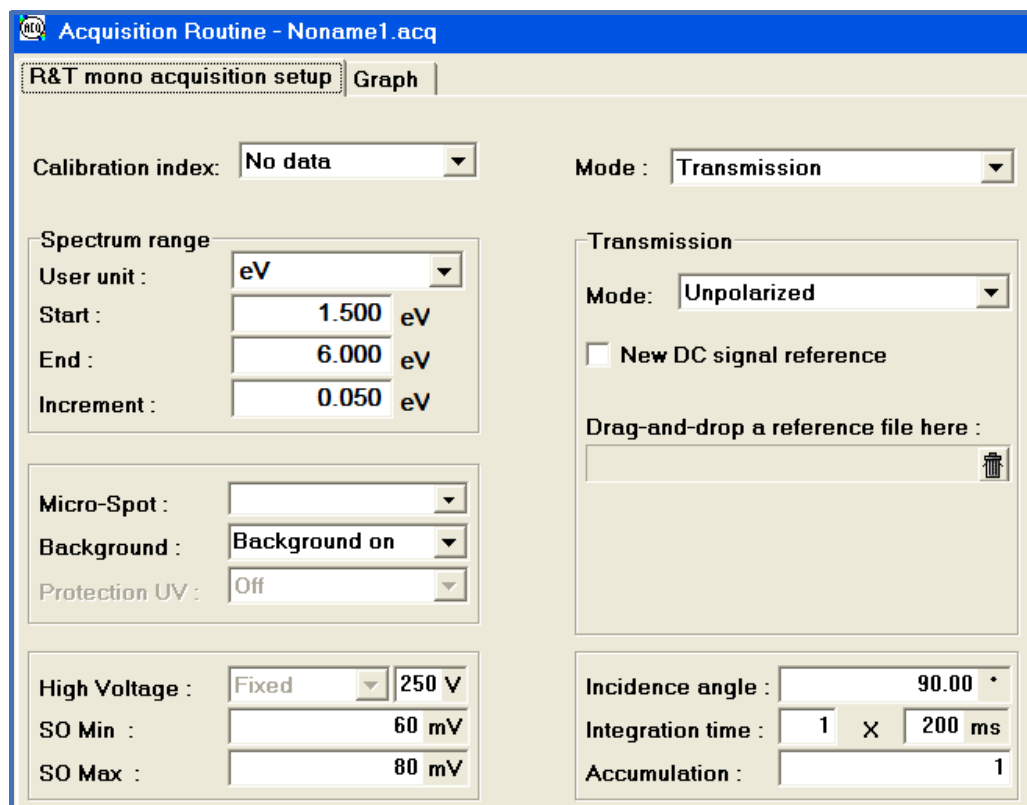 ACQ Acquisition Routine - Noname1.acq
R&T mono acquisition setup Graph
Calibration index: No data
Mode : Transmission
Spectrum range
User unit : eV
Start : 1.500 eV
End : 6.000 eV
Increment : 0.050 eV
Transmission
Mode: Unpolarized
New DC signal reference
Drag-and-drop a reference file here :
Micro-Spot :
Background : Background on
Protection UV : Off
High Voltage : Fixed 250 V
SO Min : 60 mV
SO Max : 80 mV
Incidence angle : 90.00 °
Integration time : 1 X 200 ms
Accumulation : 1